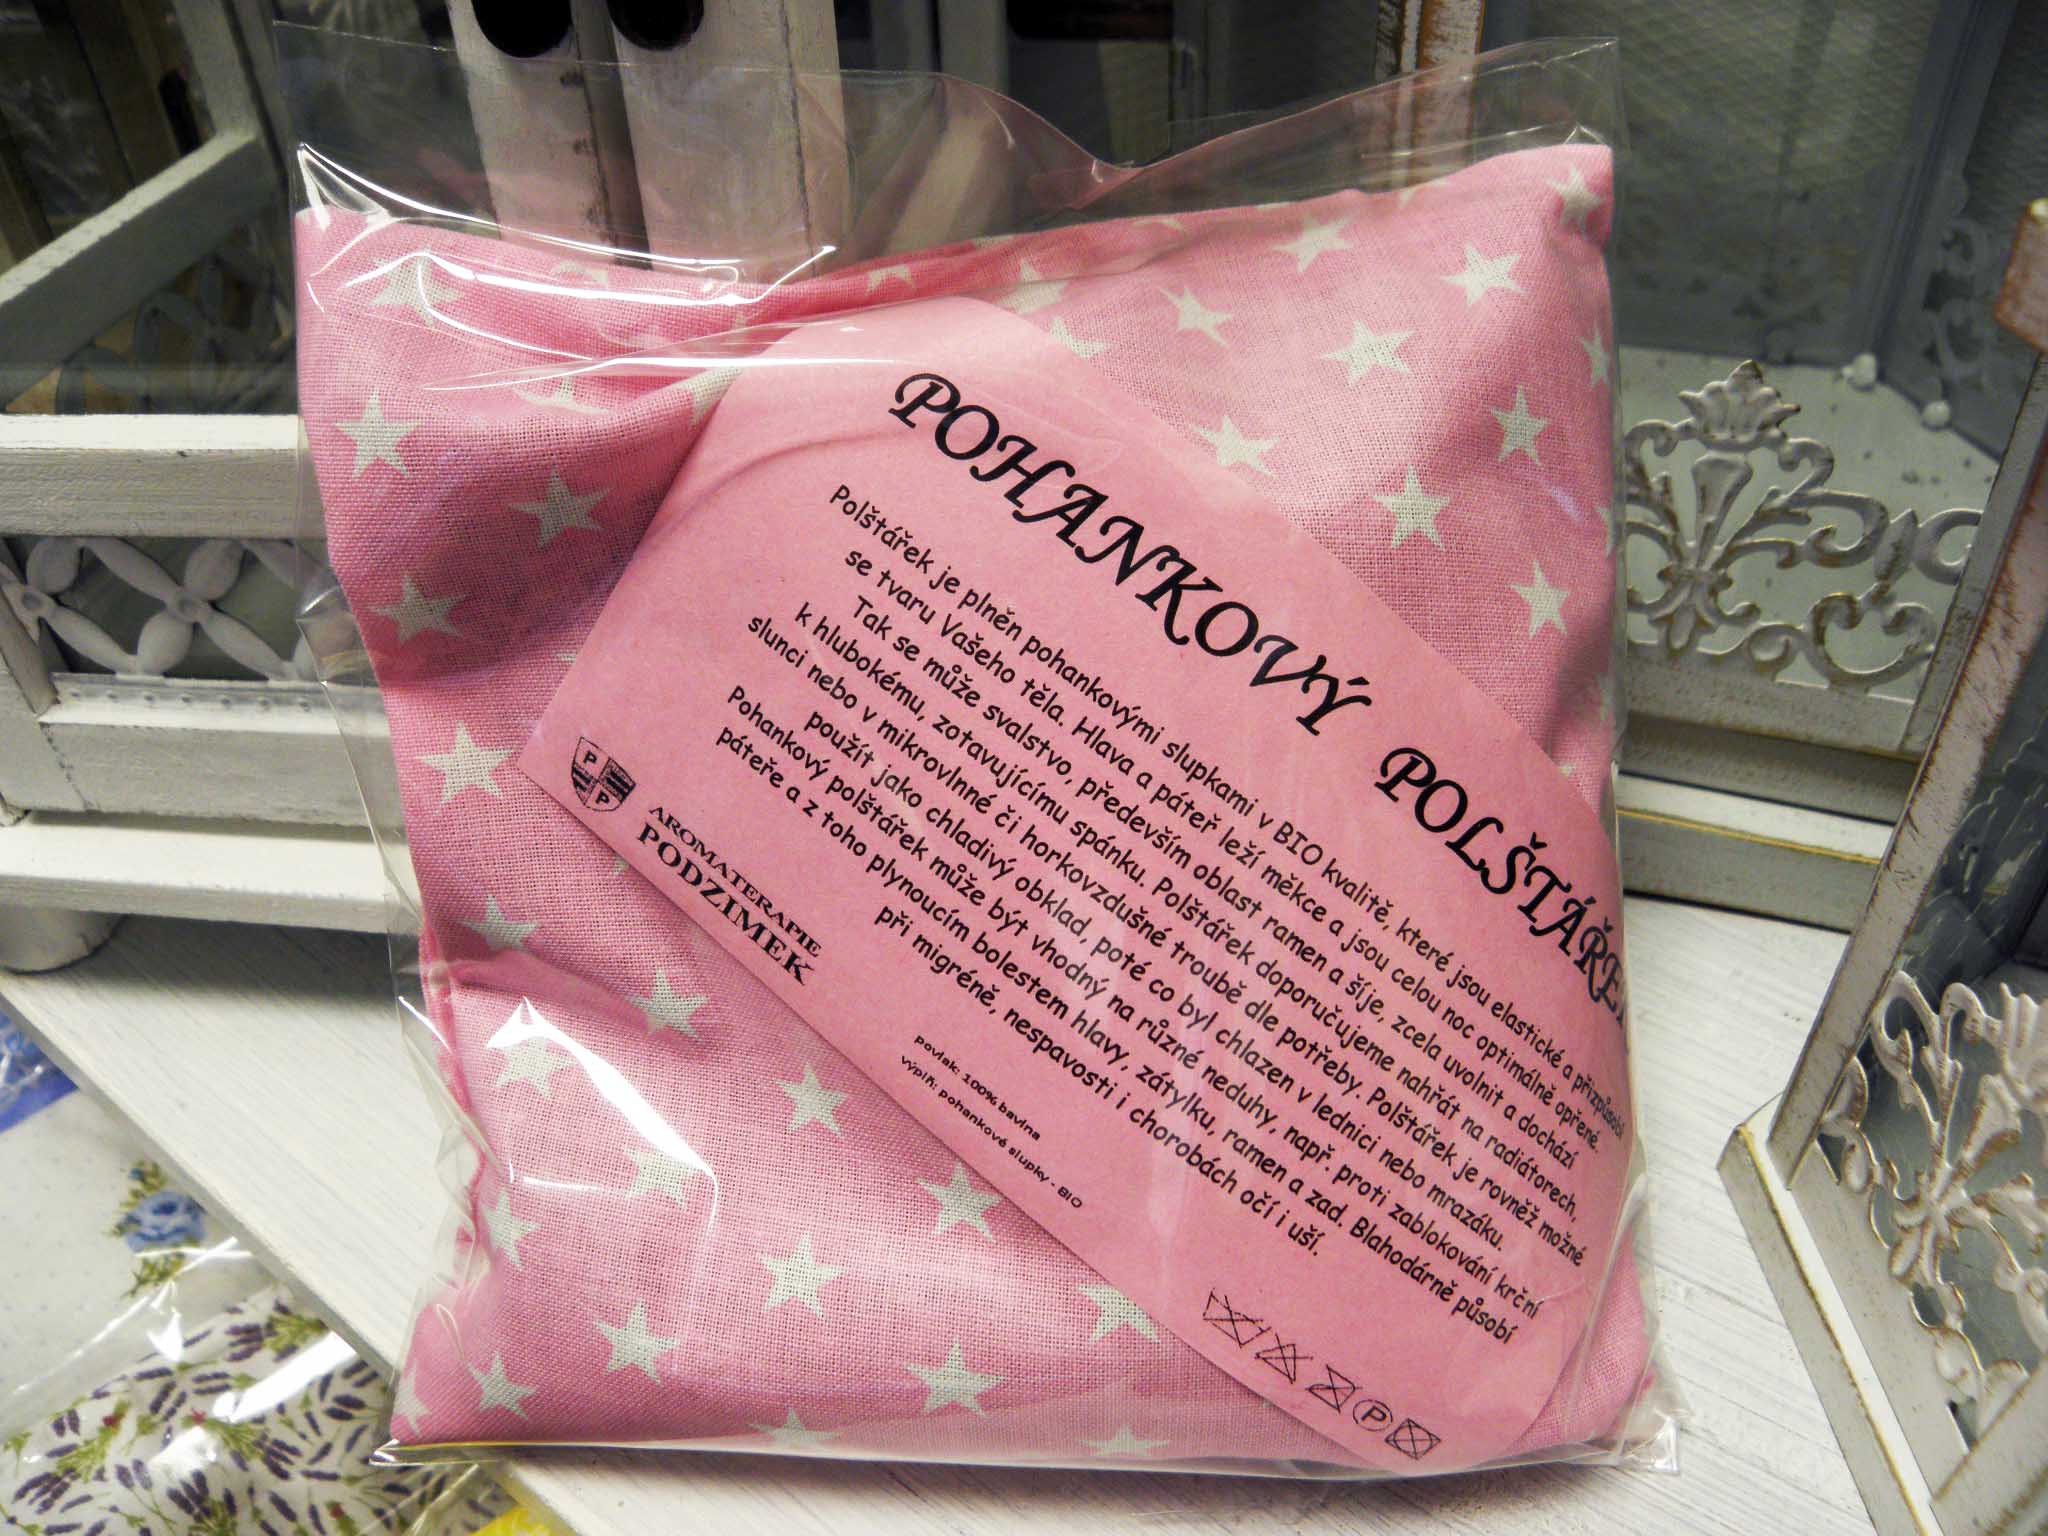 POHANKOVÝ POLŠTÁŘE
Polštářek je plněn pohankovými slupkami v BIO kvalitě, které jsou elastické a přizpůsobí
se tvaru Vašeho těla. Hlava a páteř leží měkce a jsou celou noc optimálně opřené.
Tak se může svalstvo, především oblast ramen a šíje, zcela uvolnit a dochází
k hlubokému, zotavujícímu spánku. Polštářek doporučujeme nahřát na radiátorech,
slunci nebo v mikrovlnné či horkovzdušné troubě dle potřeby. Polštářek je rovněž možné
použít jako chladivý obklad, poté co byl chlazen v lednici nebo mrazáku.
Pohankový polštářek může být vhodný na různé neduhy, např. proti zablokování krční
páteře a z toho plynoucím bolestem hlavy, zátylku, ramen a zad. Blahodárně působí
při migréně, nespavosti i chorobách očí i uší.
P
P
AROMATERAPIE
PODZIMEK
povlak: 100% bavlna
výplň: pohankové slupky - BIO
P